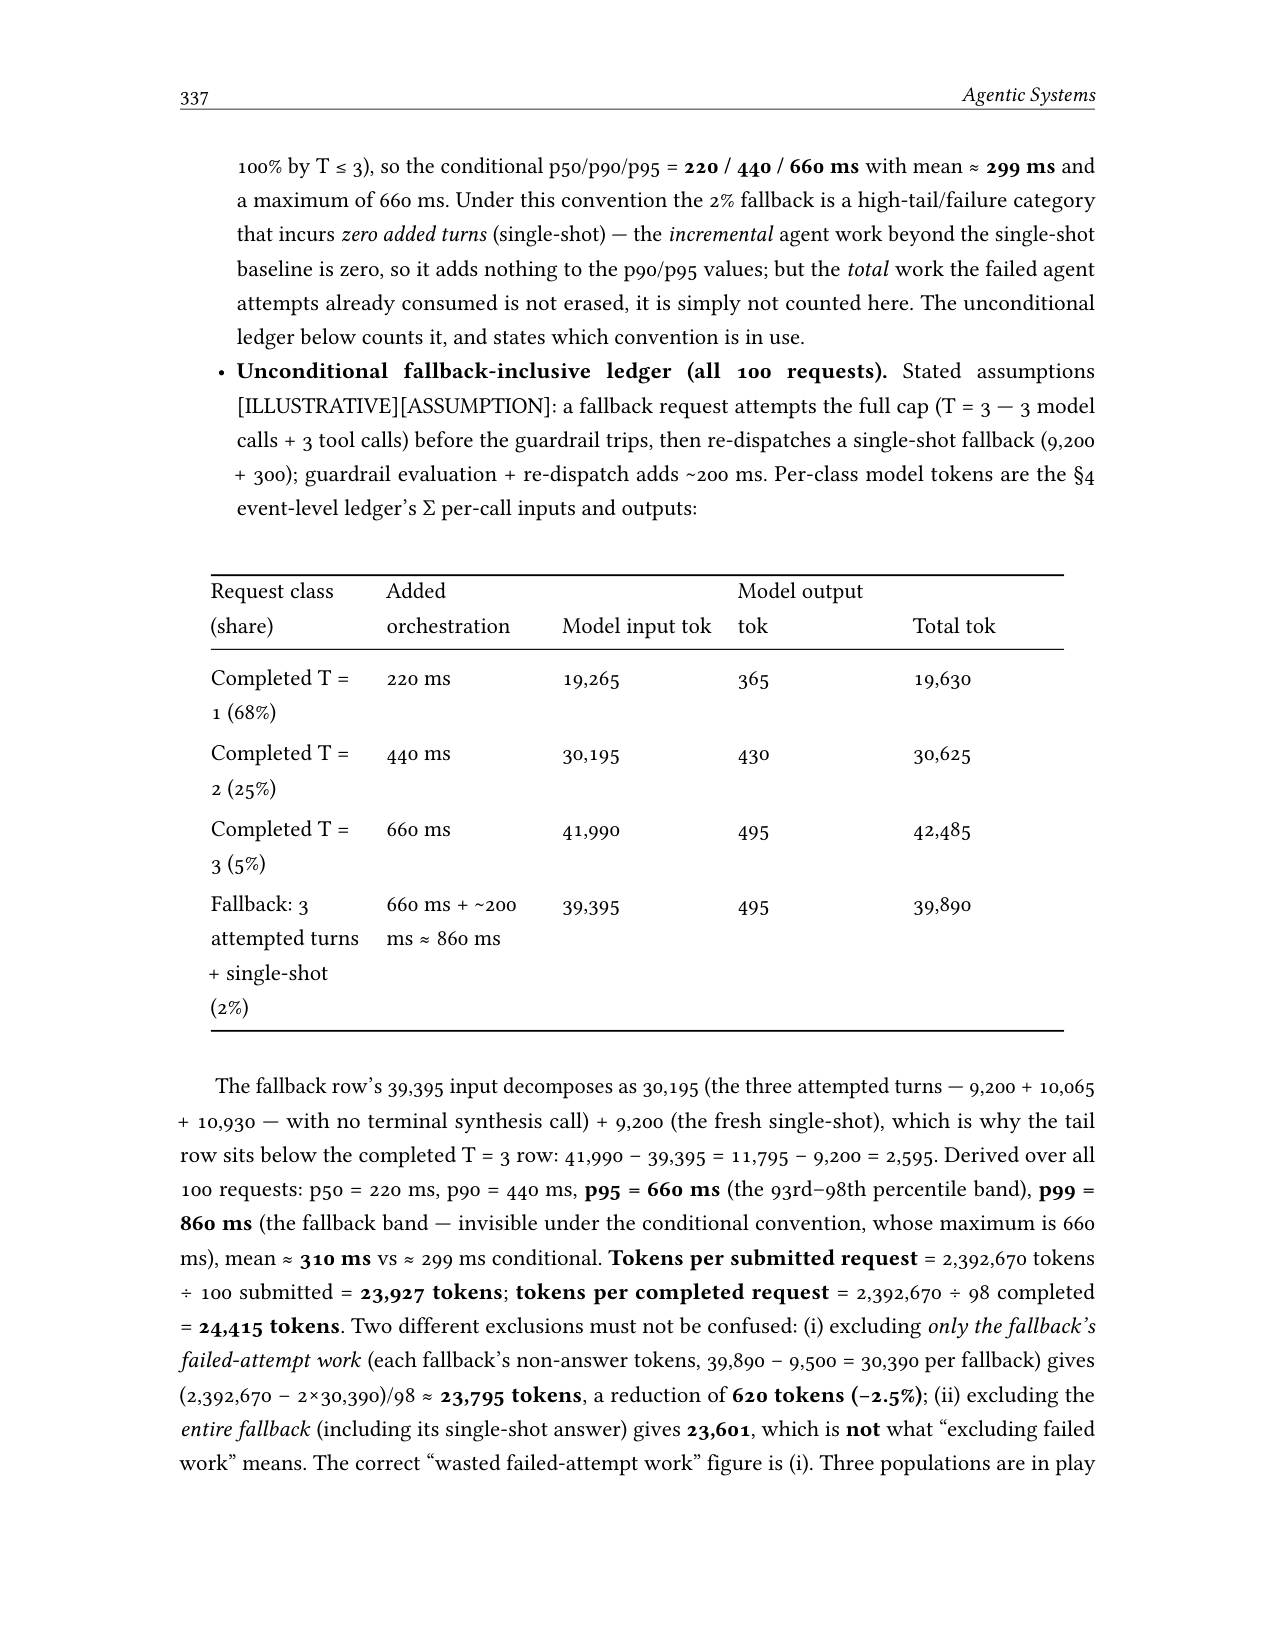 337
Agentic Systems
100% by T ≤ 3), so the conditional p50/p90/p95 = 220 / 440 / 660 ms with mean ≈ 299 ms and
a maximum of 660 ms. Under this convention the 2% fallback is a high-tail/failure category
that incurs zero added turns (single-shot) — the incremental agent work beyond the single-shot
baseline is zero, so it adds nothing to the p90/p95 values; but the total work the failed agent
attempts already consumed is not erased, it is simply not counted here. The unconditional
ledger below counts it, and states which convention is in use.
• Unconditional fallback-inclusive ledger (all 100 requests). Stated assumptions
[ILLUSTRATIVE][ASSUMPTION]: a fallback request attempts the full cap (T = 3 — 3 model
calls + 3 tool calls) before the guardrail trips, then re-dispatches a single-shot fallback (9,200
+ 300); guardrail evaluation + re-dispatch adds ~200 ms. Per-class model tokens are the §4
event-level ledger’s Σ per-call inputs and outputs:
Request class Added Model output
(share) orchestration Model input tok tok Total tok
Completed T = 220 ms 19,265 365 19,630
1 (68%)
Completed T = 440 ms 30,195 430 30,625
2 (25%)
Completed T = 660 ms 41,990 495 42,485
3 (5%)
Fallback: 3 660 ms + ~200 39,395 495 39,890
attempted turns ms ≈ 860 ms
+ single-shot
(2%)
The fallback row’s 39,395 input decomposes as 30,195 (the three attempted turns — 9,200 + 10,065
+ 10,930 — with no terminal synthesis call) + 9,200 (the fresh single-shot), which is why the tail
row sits below the completed T = 3 row: 41,990 − 39,395 = 11,795 − 9,200 = 2,595. Derived over all
100 requests: p50 = 220 ms, p90 = 440 ms, p95 = 660 ms (the 93rd–98th percentile band), p99 =
860 ms (the fallback band — invisible under the conditional convention, whose maximum is 660
ms), mean ≈ 310 ms vs ≈ 299 ms conditional. Tokens per submitted request = 2,392,670 tokens
÷ 100 submitted = 23,927 tokens; tokens per completed request = 2,392,670 ÷ 98 completed
= 24,415 tokens. Two different exclusions must not be confused: (i) excluding only the fallback’s
failed-attempt work (each fallback’s non-answer tokens, 39,890 − 9,500 = 30,390 per fallback) gives
(2,392,670 − 2×30,390)/98 ≈ 23,795 tokens, a reduction of 620 tokens (−2.5%); (ii) excluding the
entire fallback (including its single-shot answer) gives 23,601, which is not what “excluding failed
work” means. The correct “wasted failed-attempt work” figure is (i). Three populations are in play